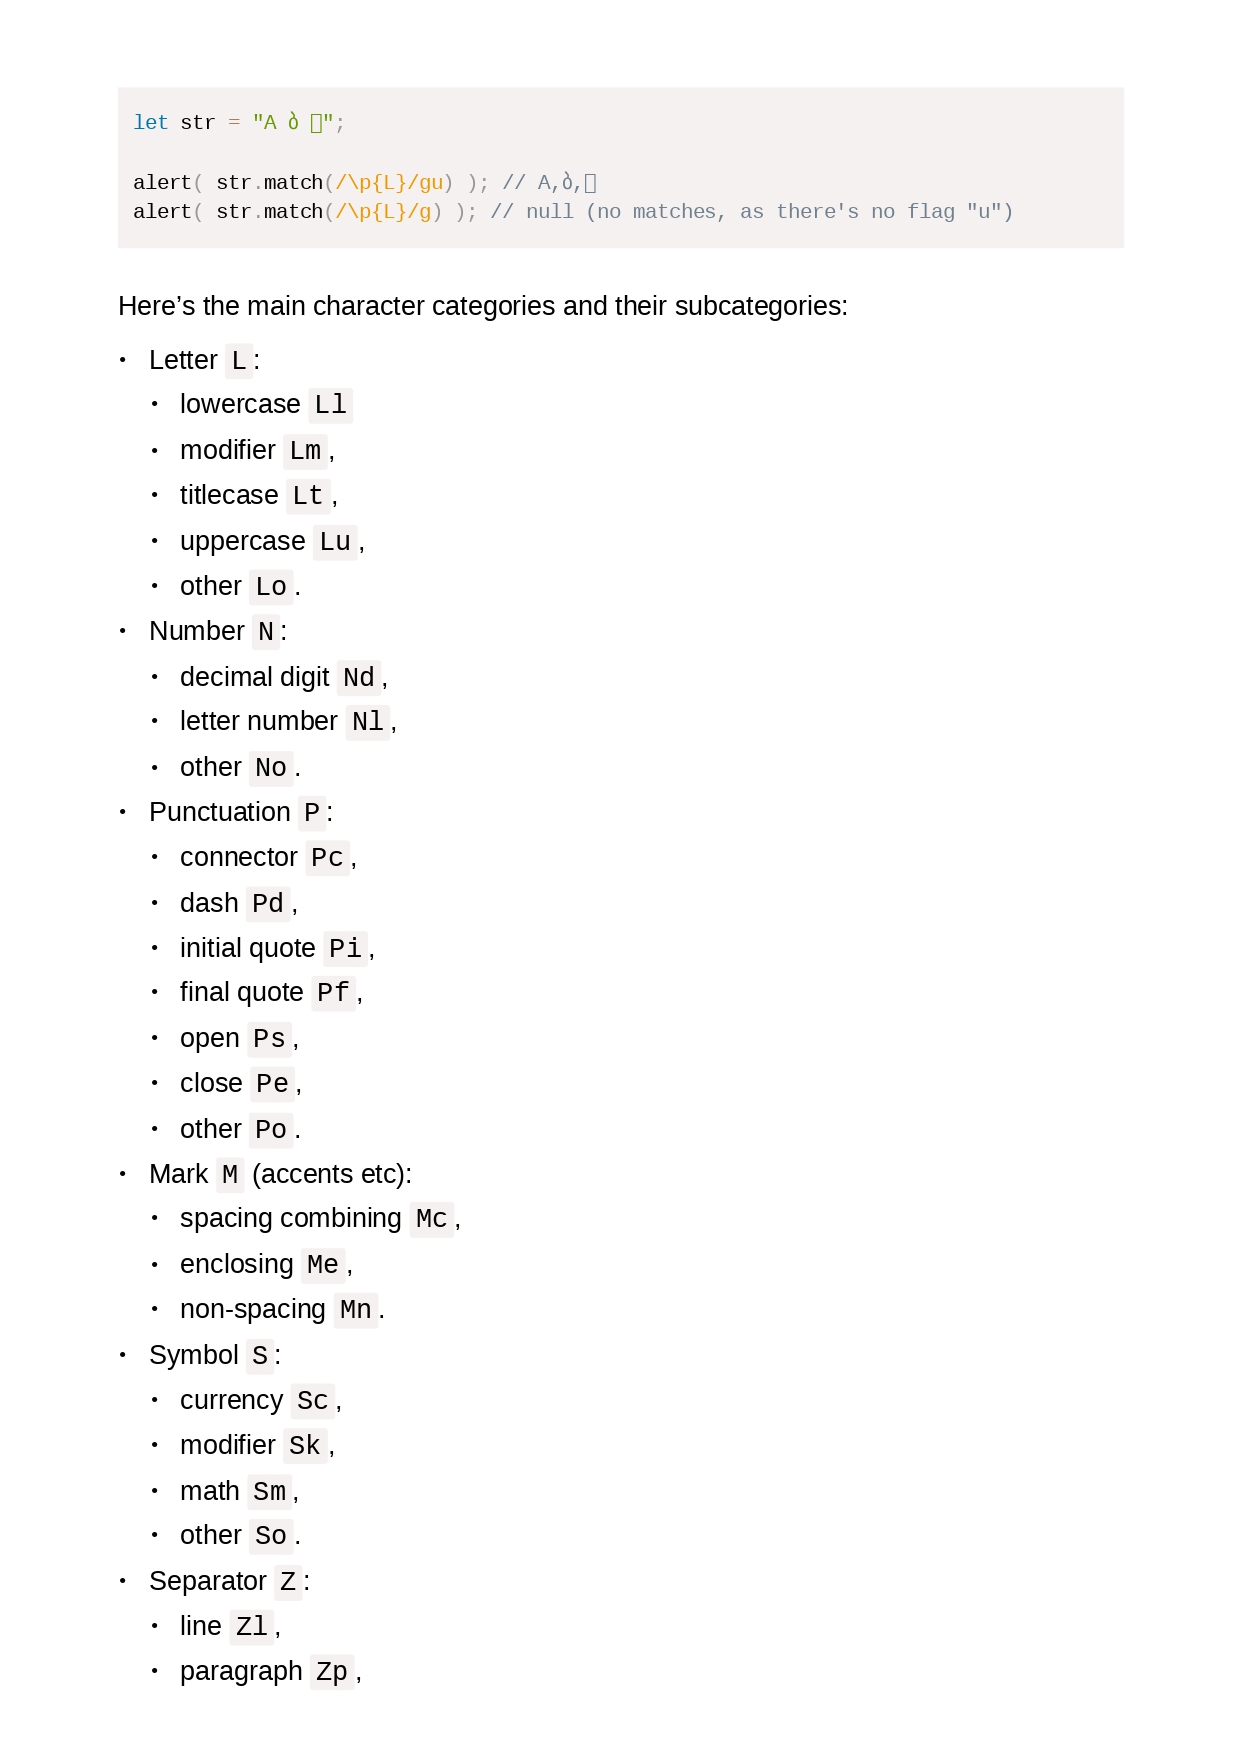 let str = "A ბ ";
alert( str.match(/\p{L}/gu) ); // A,ბ,
alert( str.match(/\p{L}/g) ); // null (no matches, as there's no flag "u")
Here’s the main character categories and their subcategories:
• Letter L:
• lowercase Ll
• modifier Lm,
• titlecase Lt,
• uppercase Lu,
• other Lo.
• Number N:
• decimal digit Nd,
• letter number Nl,
• other No.
• Punctuation P:
• connector Pc,
• dash Pd,
• initial quote Pi,
• final quote Pf,
• open Ps,
• close Pe,
• other Po.
• Mark M (accents etc):
• spacing combining Mc,
• enclosing Me,
• non-spacing Mn.
• Symbol S:
• currency Sc,
• modifier Sk,
• math Sm,
• other So.
• Separator Z:
• line Zl,
• paragraph Zp,